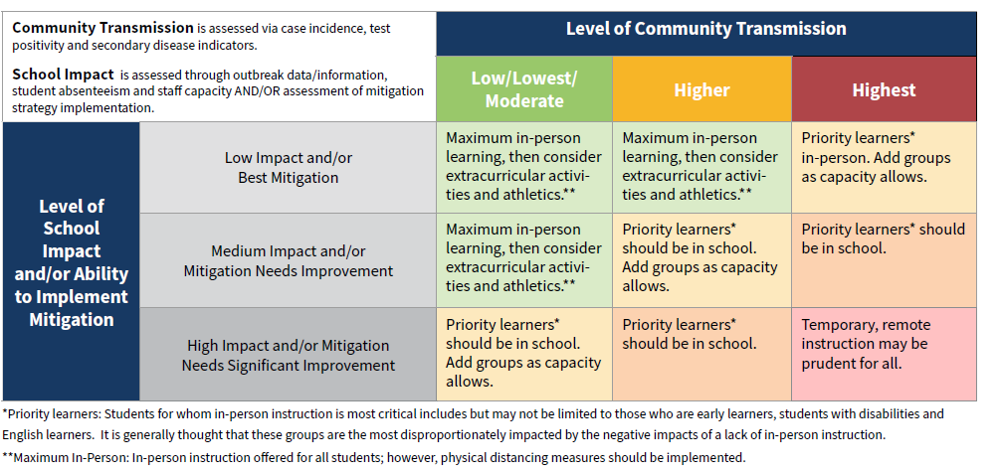 Community Transmission is assessed via case incidence, test
positivity and secondary disease indicators.
School Impact is assessed through outbreak data/information,
student absenteeism and staff capacity AND/OR assessment of mitigation
strategy implementation.
Level of Community Transmission
Low/Lowest/
Moderate
Higher
Highest
Level of
School
Impact
and/or Ability
to Implement
Mitigation
Low Impact and/or
Best Mitigation
Maximum in-person
learning, then consider
extracurricular activi-
ties and athletics.**
Maximum in-person
learning, then consider
extracurricular activi-
ties and athletics.**
Priority learners*
in-person. Add groups
as capacity allows.
Medium Impact and/or
Mitigation Needs Improvement
Maximum in-person
learning, then consider
extracurricular activi-
ties and athletics.**
Priority learners*
should be in school.
Add groups as capacity
allows.
Priority learners* should
be in school.
High Impact and/or Mitigation
Needs Significant Improvement
Priority learners*
should be in school.
Add groups as capacity
allows.
Priority learners*
should be in school.
Temporary, remote
instruction may be
prudent for all.
*Priority learners: Students for whom in-person instruction is most critical includes but may not be limited to those who are early learners, students with disabilities and
English learners. It is generally thought that these groups are the most disproportionately impacted by the negative impacts of a lack of in-person instruction.
**Maximum In-Person: In-person instruction offered for all students; however, physical distancing measures should be implemented.